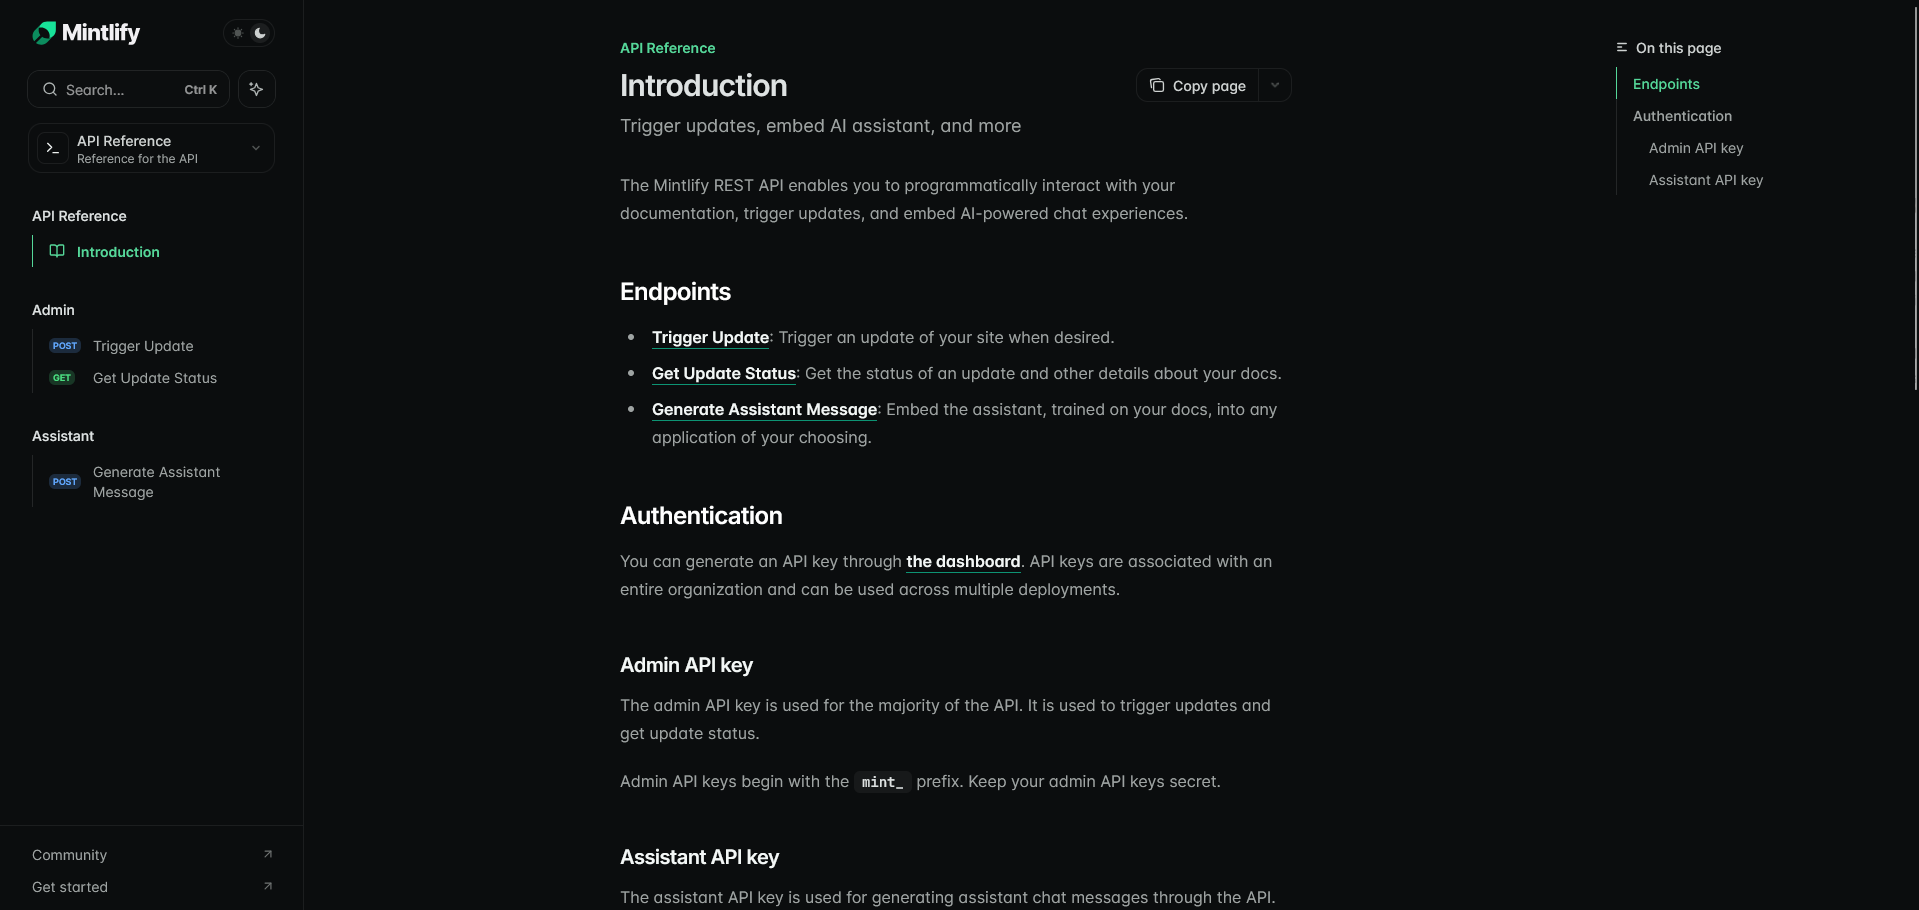 Mintlify
Search...
Ctrl K
API Reference
Reference for the API
API Reference
Introduction
Admin
POST Trigger Update
GET Get Update Status
Assistant
POST Generate Assistant
Message
Community
Get started
API Reference
Introduction
Copy page
Trigger updates, embed AI assistant, and more
The Mintlify REST API enables you to programmatically interact with your
documentation, trigger updates, and embed AI-powered chat experiences.
Endpoints
Trigger Update: Trigger an update of your site when desired.
Get Update Status: Get the status of an update and other details about your docs.
Generate Assistant Message: Embed the assistant, trained on your docs, into any
application of your choosing.
Authentication
You can generate an API key through the dashboard. API keys are associated with an
entire organization and can be used across multiple deployments.
Admin API key
The admin API key is used for the majority of the API. It is used to trigger updates and
get update status.
Admin API keys begin with the mint_ prefix. Keep your admin API keys secret.
Assistant API key
The assistant API key is used for generating assistant chat messages through the API.
On this page
Endpoints
Authentication
Admin API key
Assistant API key